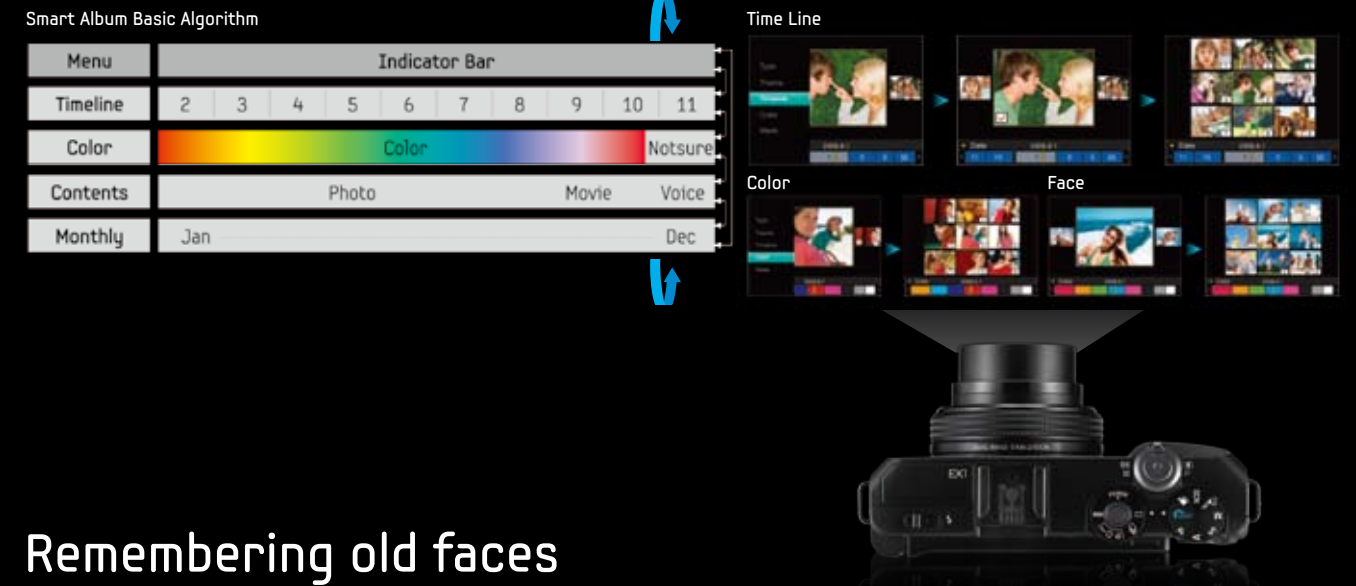 Smart Album Basic Algorithm
Menu Indicator Bar
Timeline 2 3 4 5 6 7 8 9 10 11
Color Color Notsure
Contents Photo Movie Voice
Monthly Jan Dec
Time Line
Color
Face
EX1
Remembering old faces